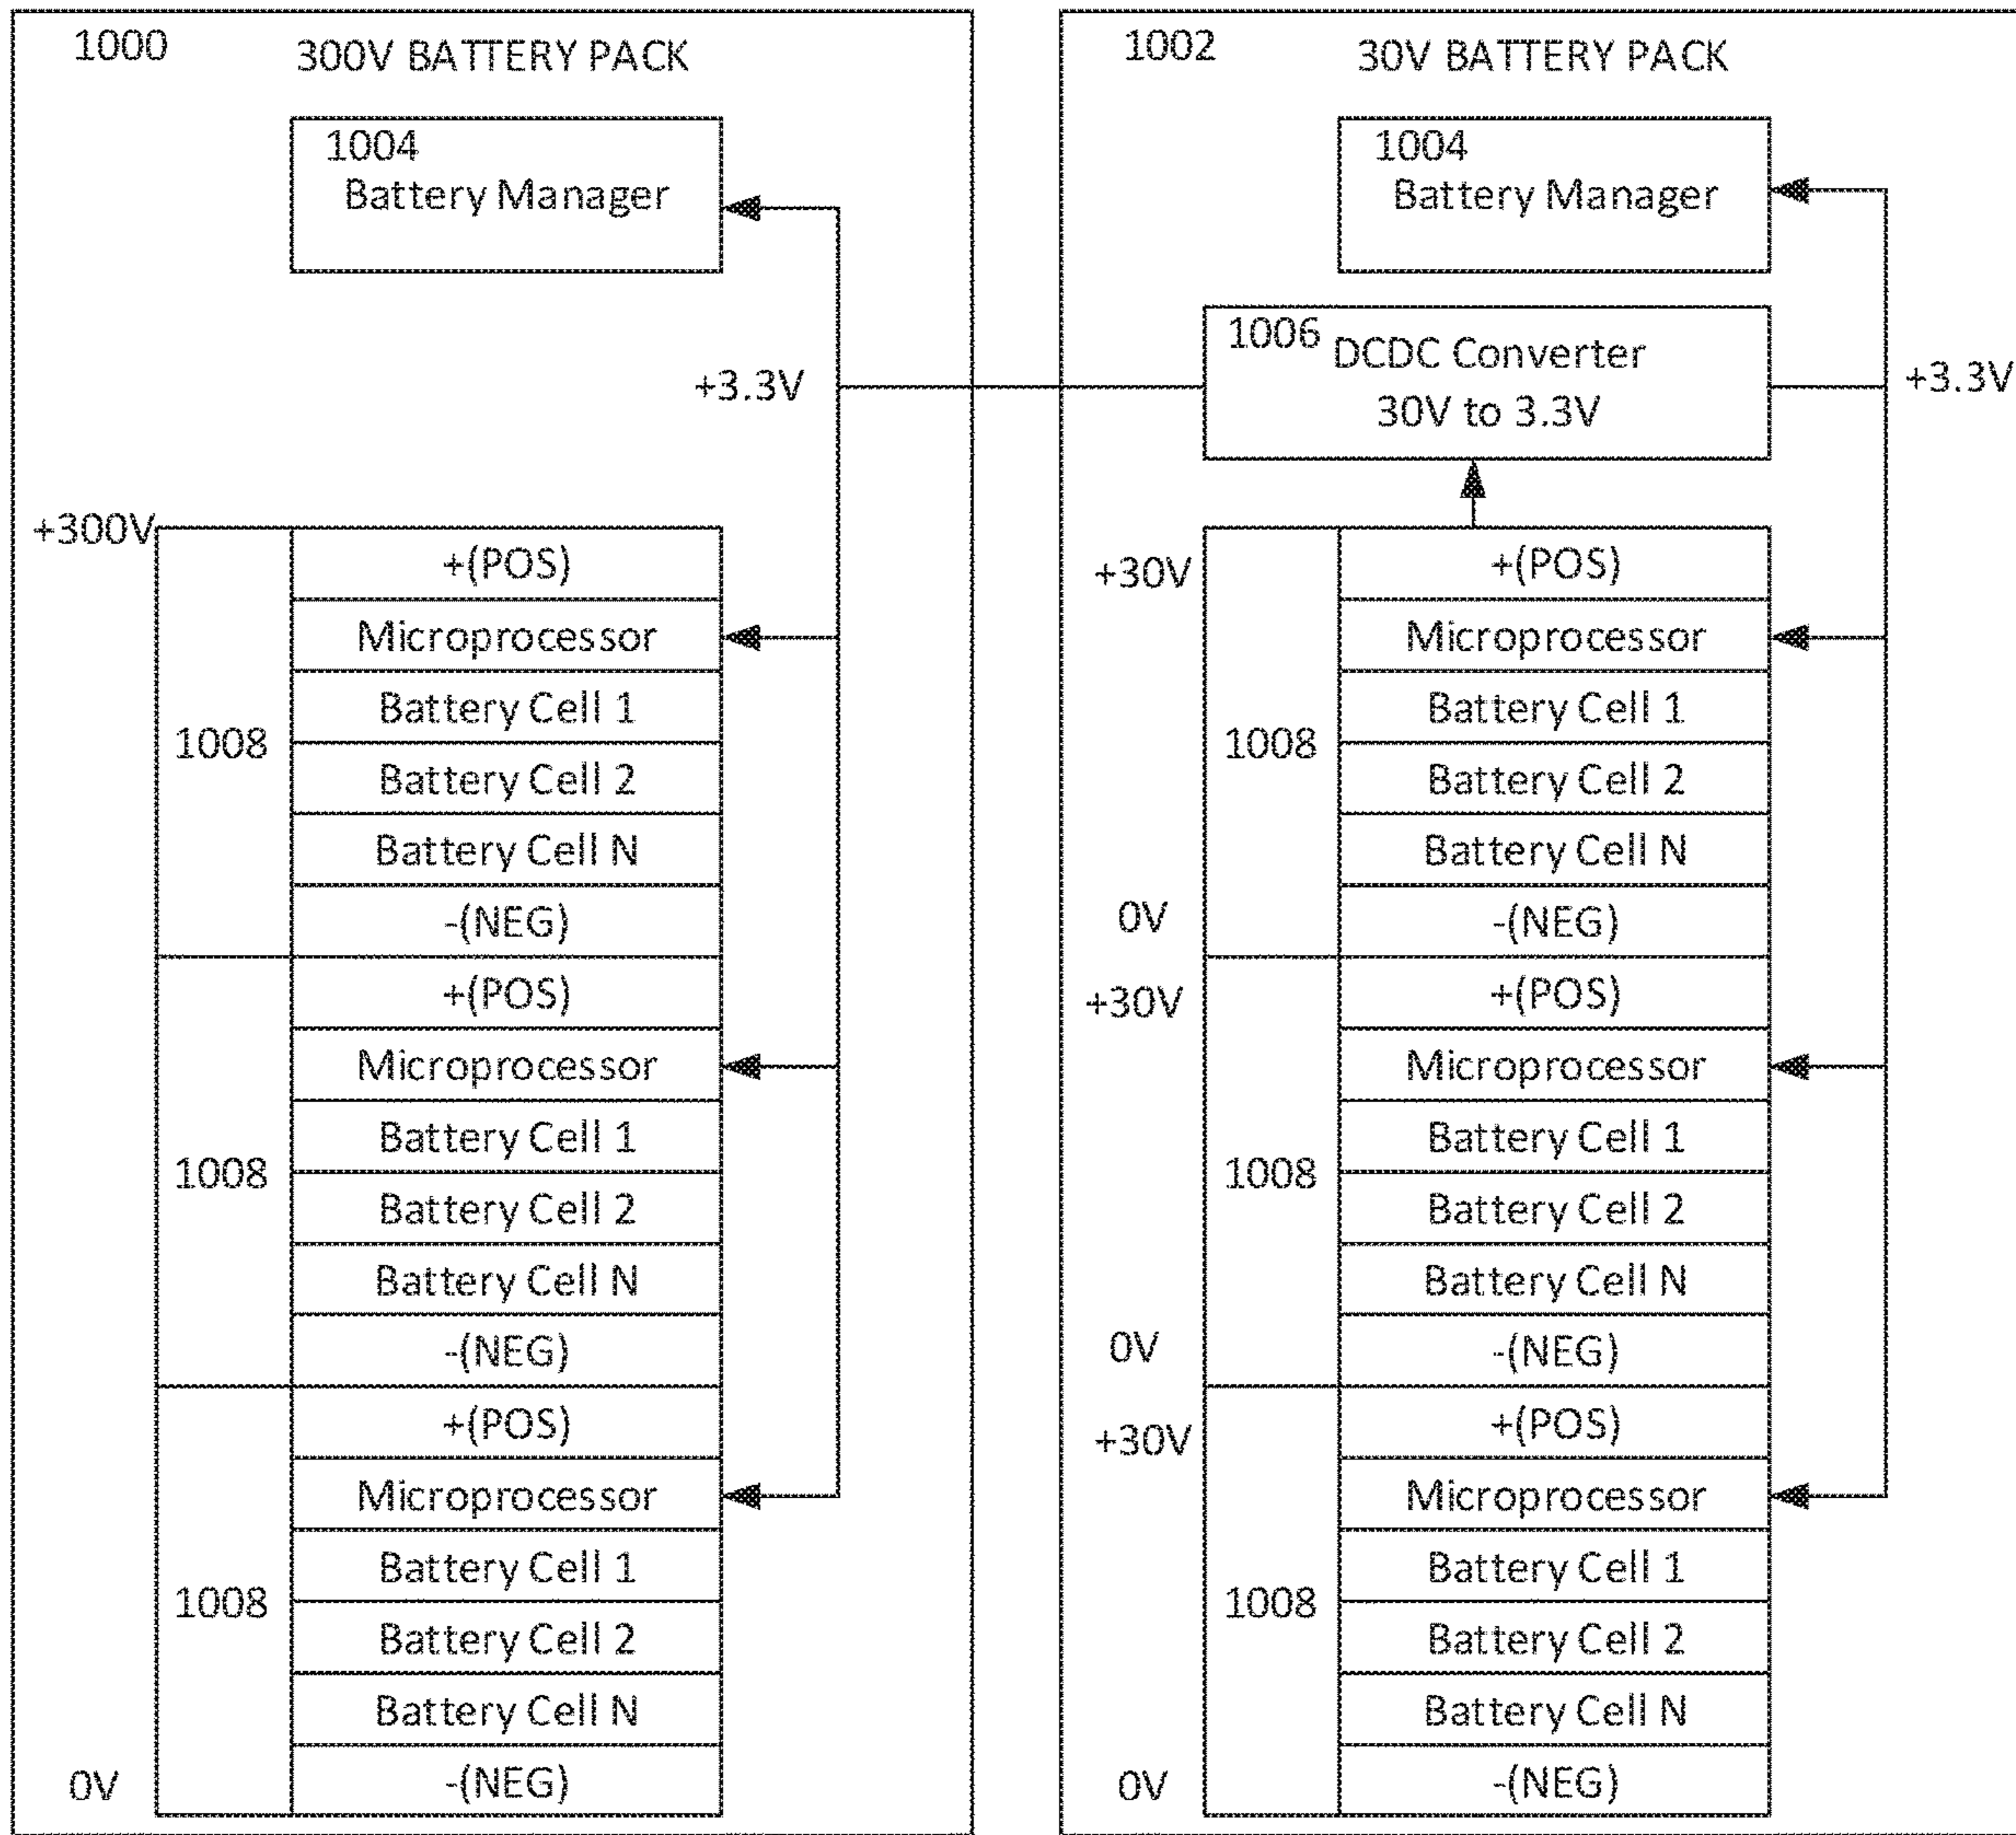 1000
300V BATTERY PACK
1004
Battery Manager
+3.3V
+300V
1008
+(POS)
Microprocessor
Battery Cell 1
Battery Cell 2
Battery Cell N
-(NEG)
1008
+(POS)
Microprocessor
Battery Cell 1
Battery Cell 2
Battery Cell N
-(NEG)
1008
+(POS)
Microprocessor
Battery Cell 1
Battery Cell 2
Battery Cell N
-(NEG)
0V
1002
30V BATTERY PACK
1004
Battery Manager
1006
DCDC Converter
30V to 3.3V
+3.3V
+30V
1008
+(POS)
Microprocessor
Battery Cell 1
Battery Cell 2
Battery Cell N
-(NEG)
0V
+30V
1008
+(POS)
Microprocessor
Battery Cell 1
Battery Cell 2
Battery Cell N
-(NEG)
0V
+30V
1008
+(POS)
Microprocessor
Battery Cell 1
Battery Cell 2
Battery Cell N
-(NEG)
0V